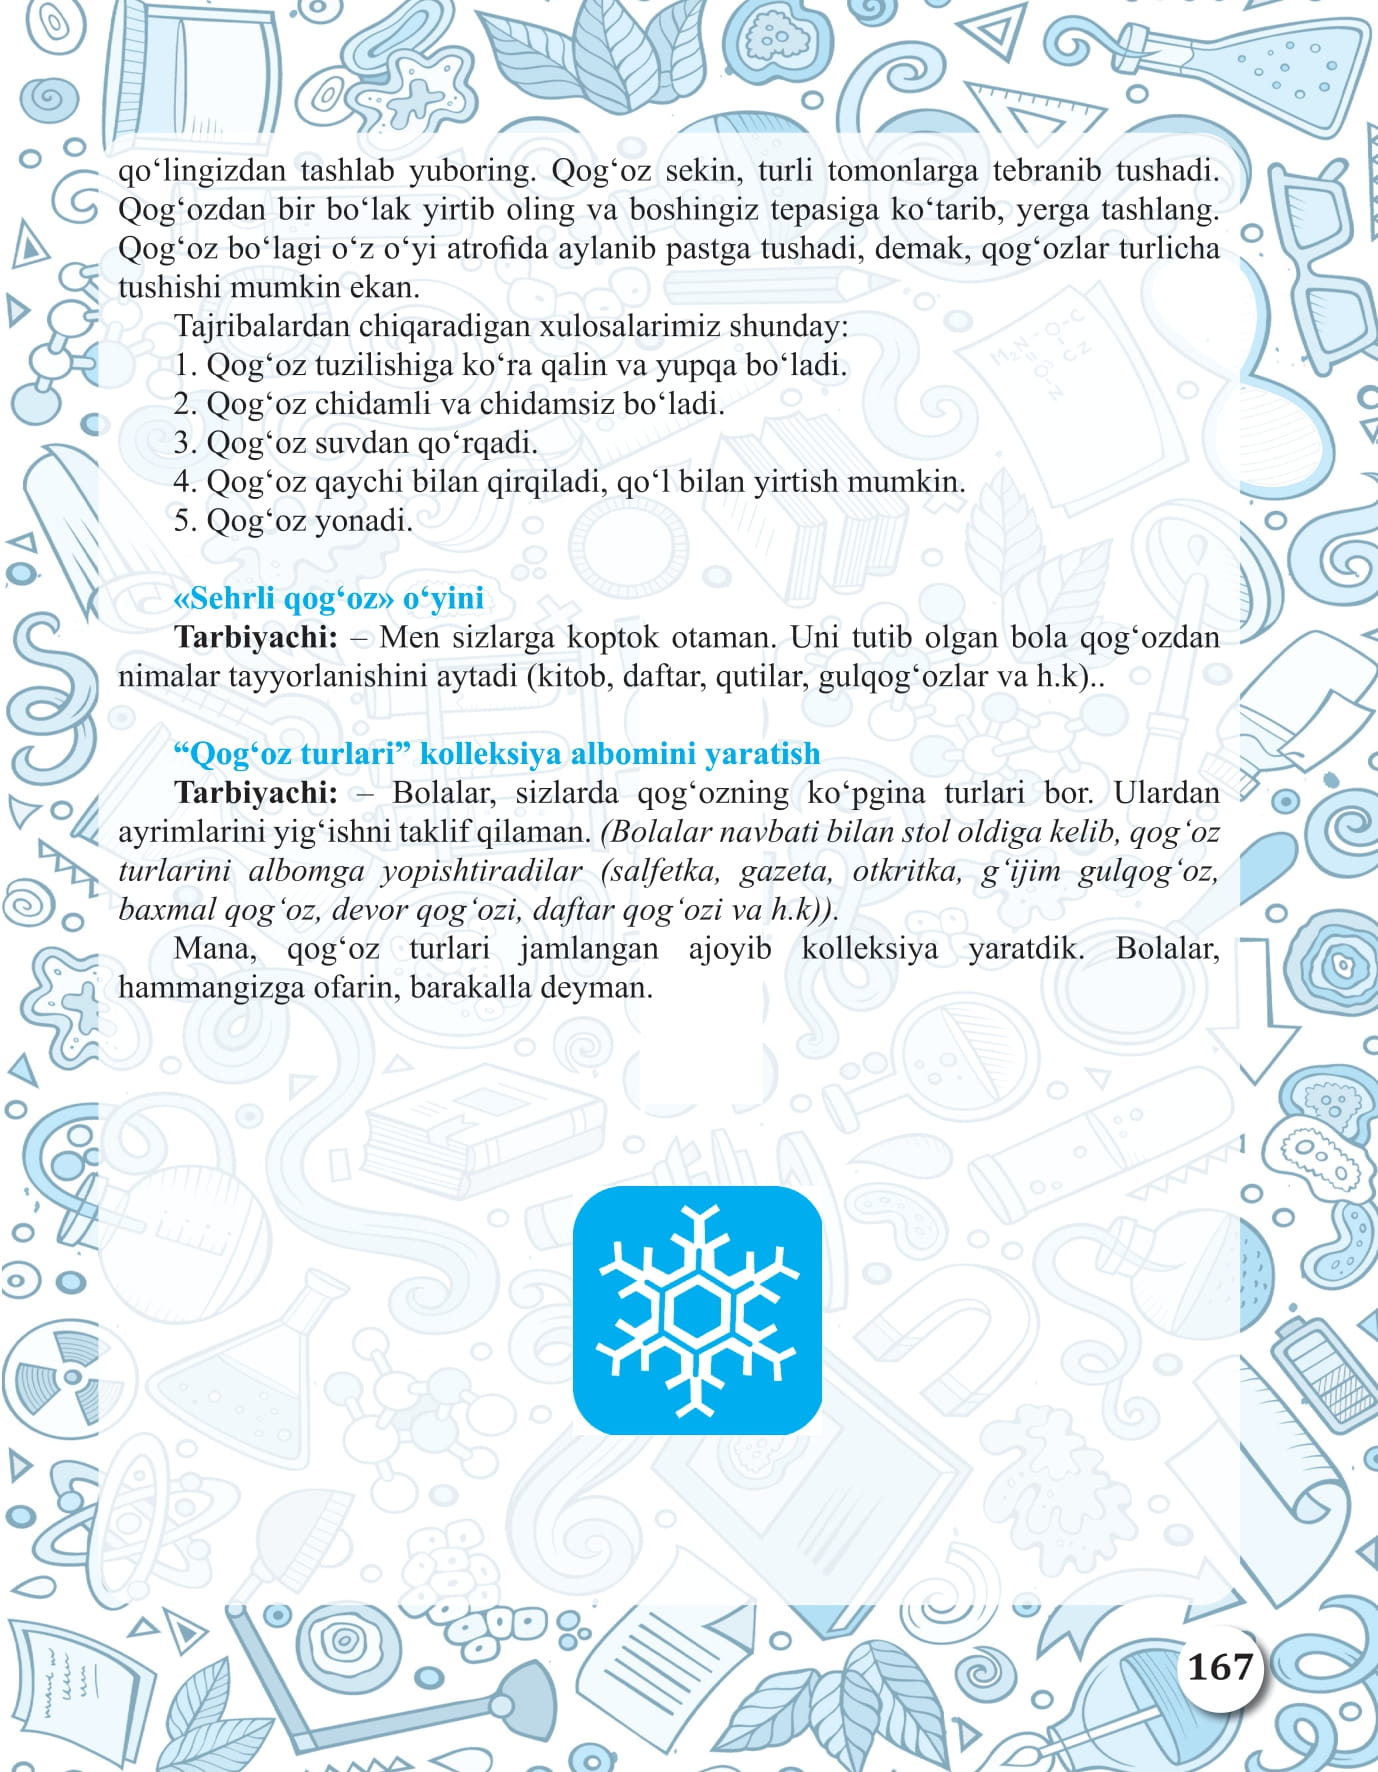 qo‘lingizdan tashlab yuboring. Qog‘oz sekin, turli tomonlarga tebranib tushadi.
Qog‘ozdan bir bo‘lak yirtib oling va boshingiz tepasiga ko‘tarib, yerga tashlang.
Qog‘oz bo‘lagi o‘z o‘yi atrofida aylanib pastga tushadi, demak, qog‘ozlar turlicha
tushishi mumkin ekan.
Tajribalardan chiqaradigan xulosalarimiz shunday:
1. Qog‘oz tuzilishiga ko‘ra qalin va yupqa bo‘ladi.
2. Qog‘oz chidamli va chidamsiz bo‘ladi.
3. Qog‘oz suvdan qo‘rqadi.
4. Qog‘oz qaychi bilan qirqiladi, qo‘l bilan yirtish mumkin.
5. Qog‘oz yonadi.
«Sehrli qog‘oz» o‘yini
Tarbiyachi: – Men sizlarga koptok otaman. Uni tutib olgan bola qog‘ozdan
nimalar tayyorlanishini aytadi (kitob, daftar, qutilar, gulqog‘ozlar va h.k)..
“Qog‘oz turlari” kolleksiya albomini yaratish
Tarbiyachi: – Bolalar, sizlarda qog‘ozning ko‘pgina turlari bor. Ulardan
ayrimlarini yig‘ishni taklif qilaman. (Bolalar navbati bilan stol oldiga kelib, qog‘oz
turlarini albomga yopishtiradilar (salfetka, gazeta, otkritka, g‘ijim gulqog‘oz,
baxmal qog‘oz, devor qog‘ozi, daftar qog‘ozi va h.k)).
Mana, qog‘oz turlari jamlangan ajoyib kolleksiya yaratdik. Bolalar,
hammangizga ofarin, barakalla deyman.
167